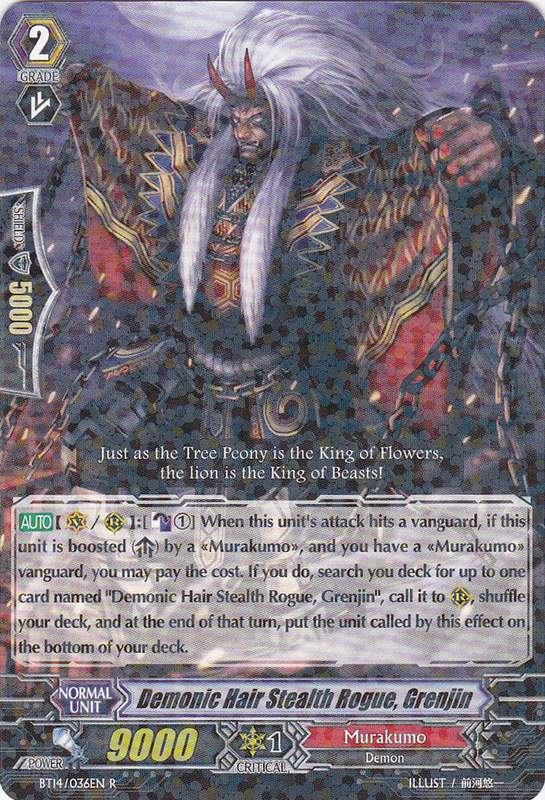 2
GRADE
SHIELD
5000
Just as the Tree Peony is the King of Flowers,
the lion is the King of Beasts!
AUTO 【 V / R 】:[ ①] When this unit's attack hits a vanguard, if this
unit is boosted ( ) by a «Murakumo», and you have a «Murakumo»
vanguard, you may pay the cost. If you do, search you deck for up to one
card named "Demonic Hair Stealth Rogue, Grenjin", call it to R, shuffle
your deck, and at the end of that turn, put the unit called by this effect on
the bottom of your deck.
NORMAL
UNIT
Demonic Hair Stealth Rogue, Grenjin
POWER
9000
1
CRITICAL
Murakumo
Demon
BT14/036EN R
ILLUST / 前河悠一